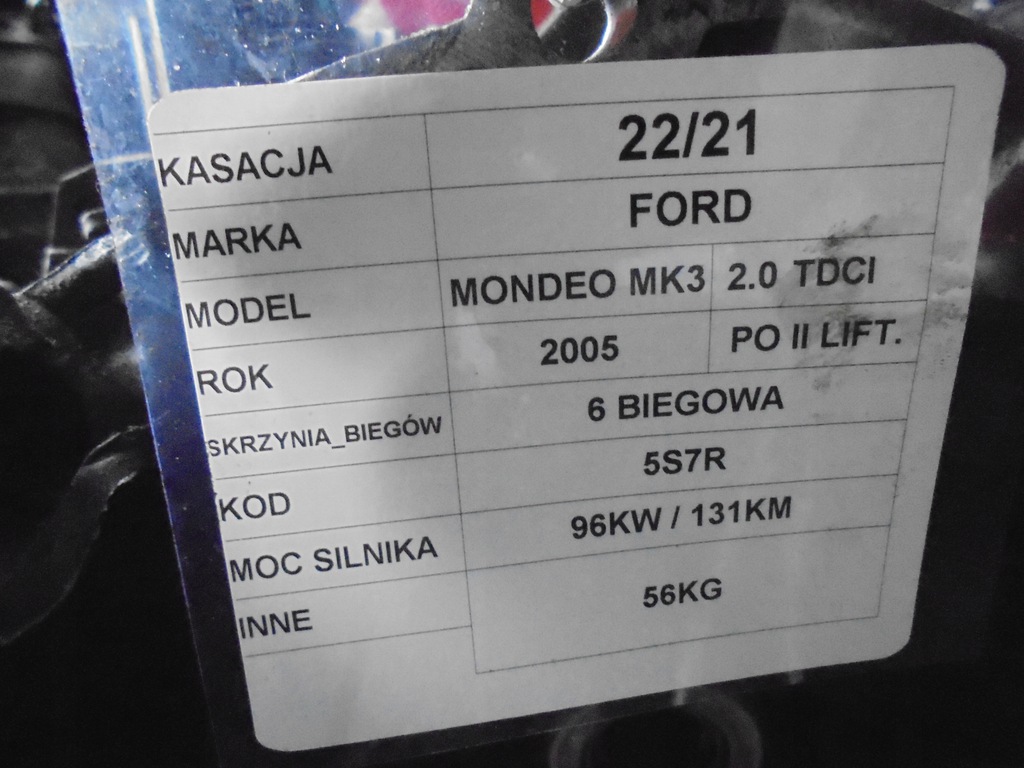 KASACJA 22/21
MARKA FORD
MODEL MONDEO MK3 2.0 TDCI
ROK 2005 PO II LIFT.
SKRZYNIA_BIEGÓW 6 BIEGOWA
KOD 5S7R
MOC SILNIKA 96KW / 131KM
INNE 56KG